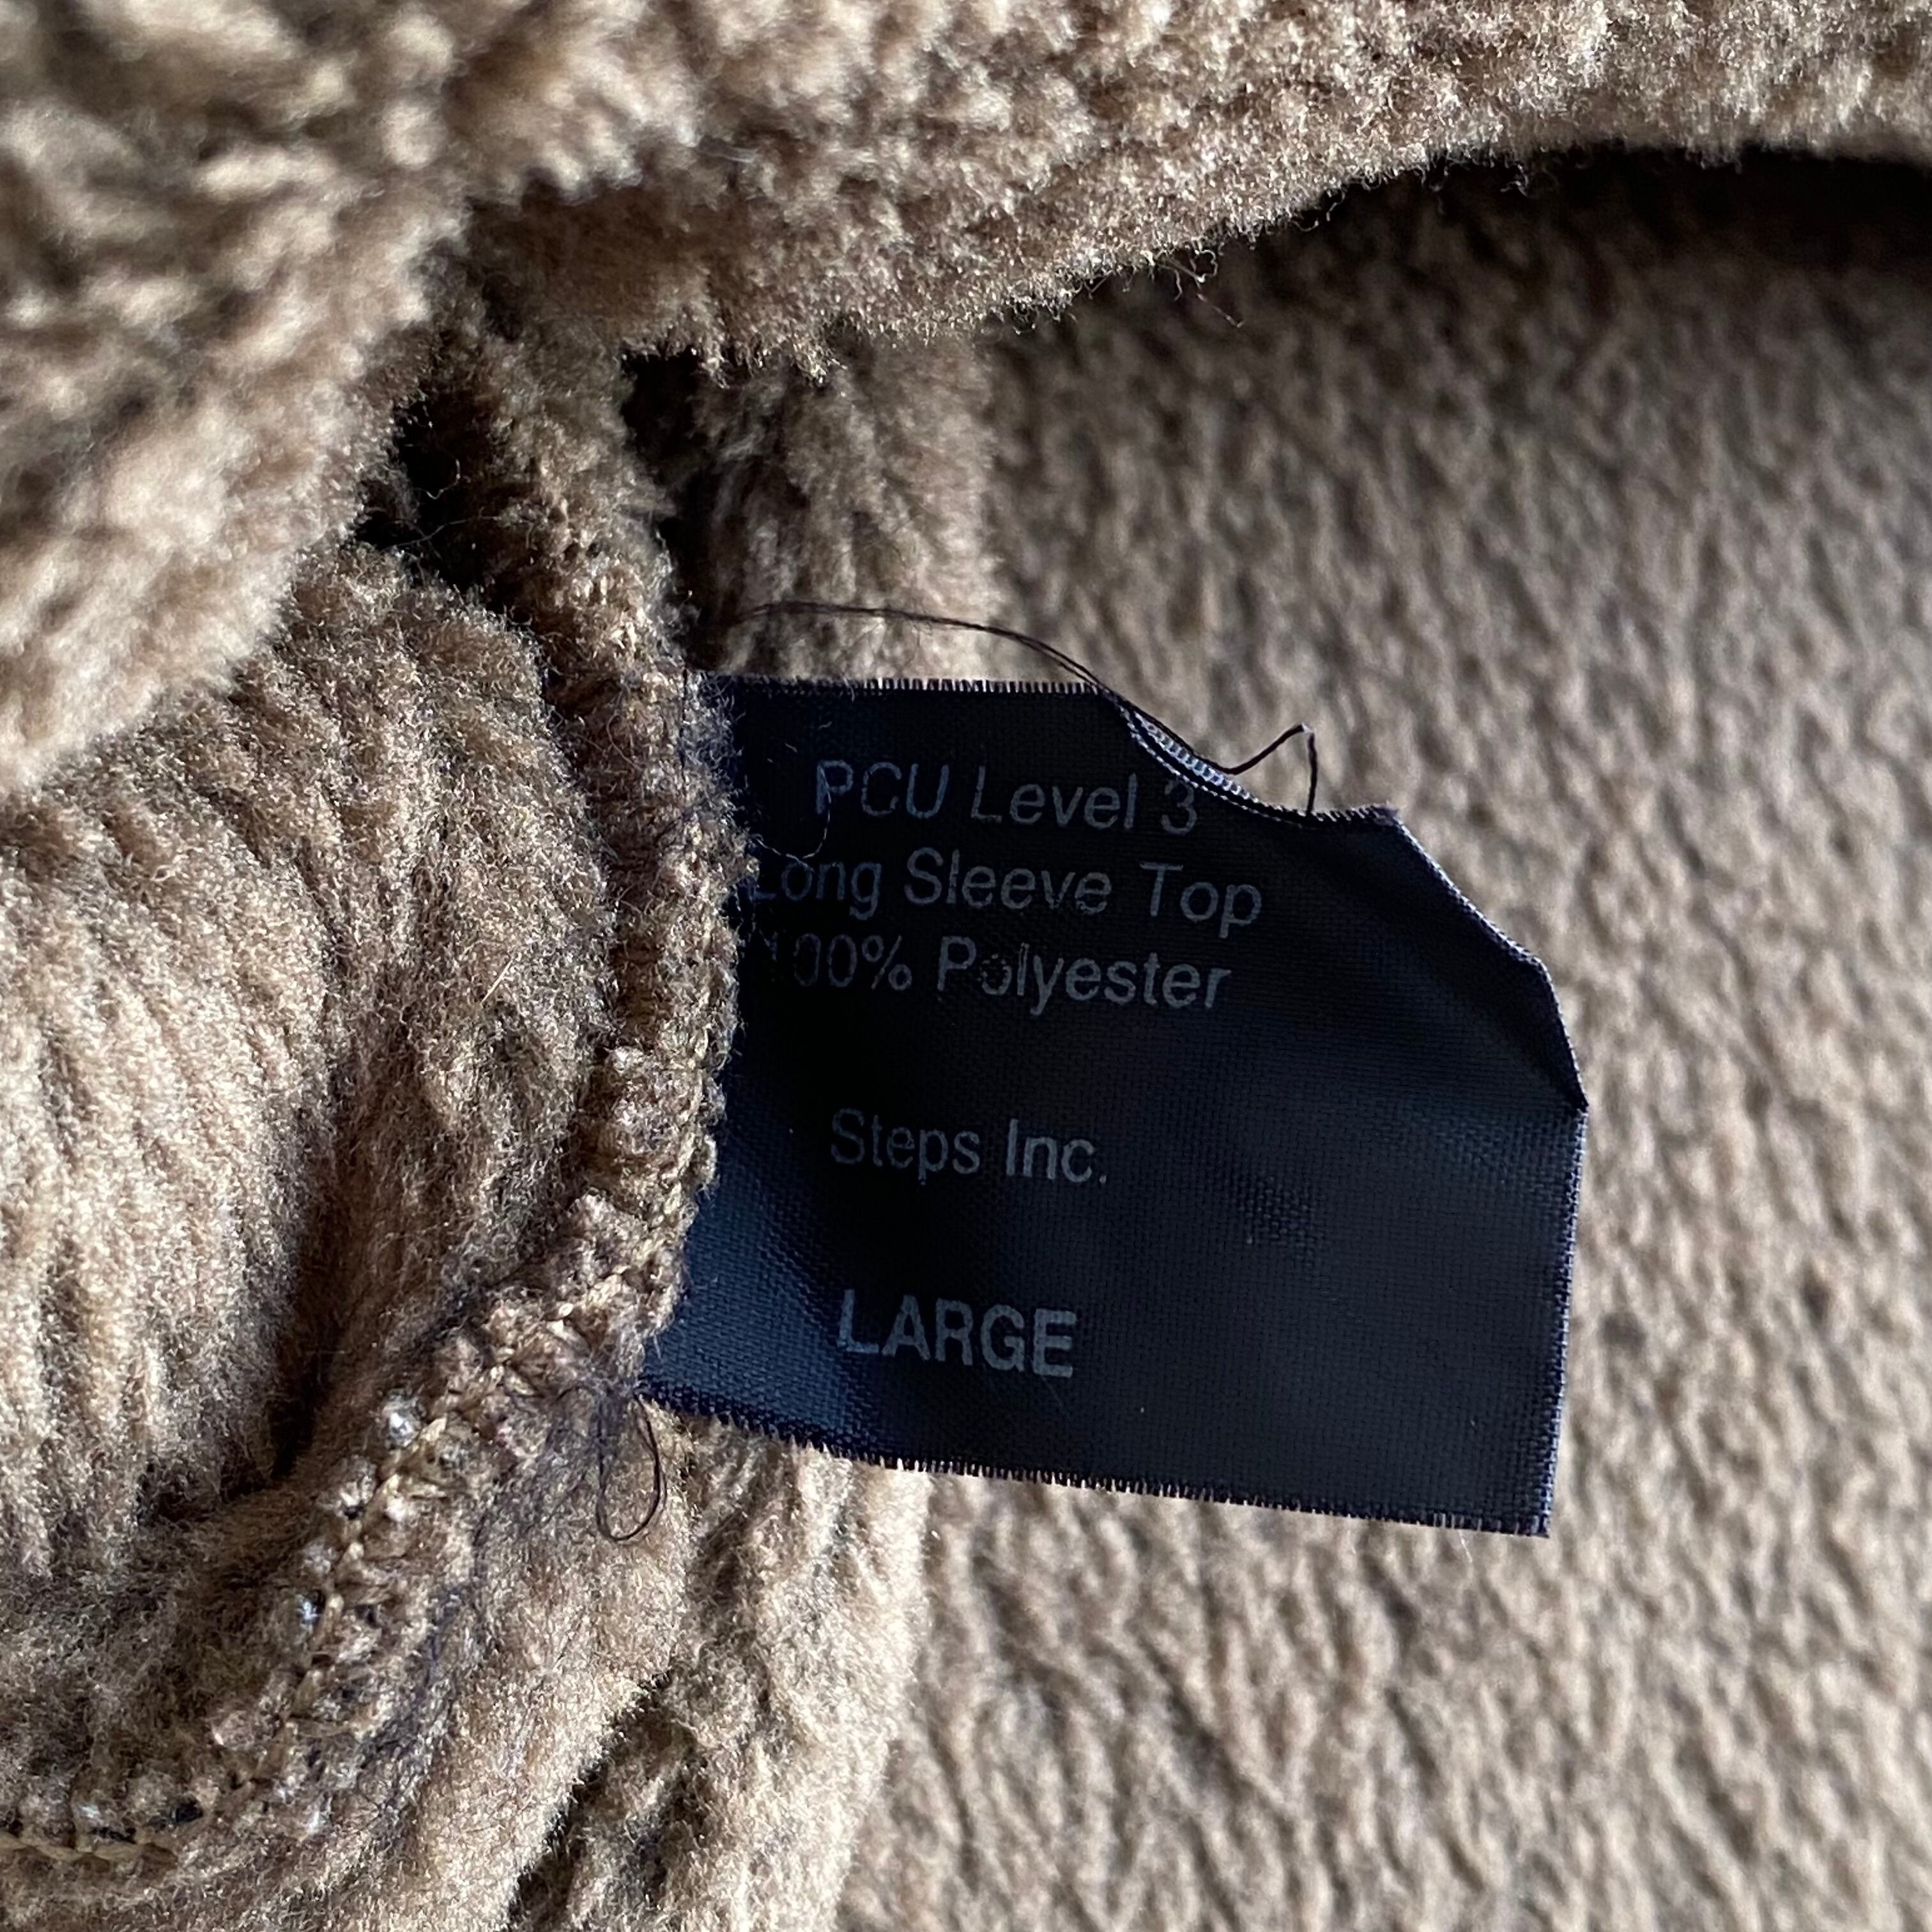 PCU Level 3
Long Sleeve Top
100% Polyester
Steps Inc.
LARGE